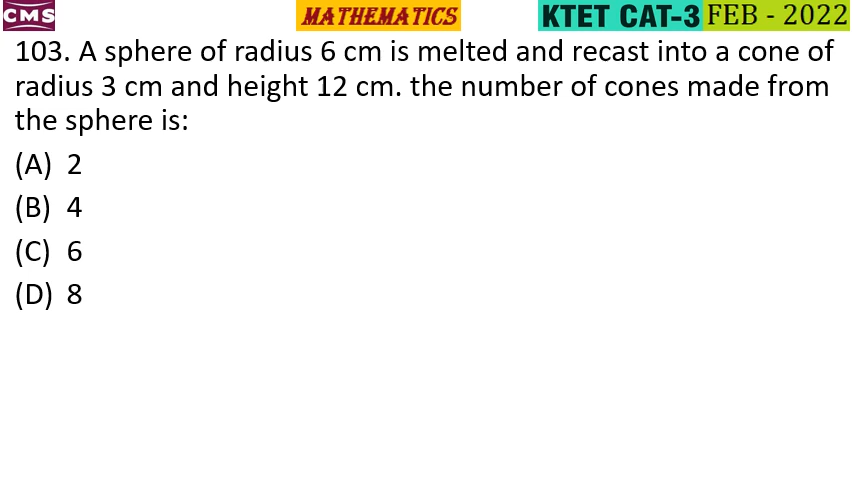 CMS MATHEMATICS KTET CAT-3 FEB - 2022
103. A sphere of radius 6 cm is melted and recast into a cone of
radius 3 cm and height 12 cm. the number of cones made from
the sphere is:
(A) 2
(B) 4
(C) 6
(D) 8